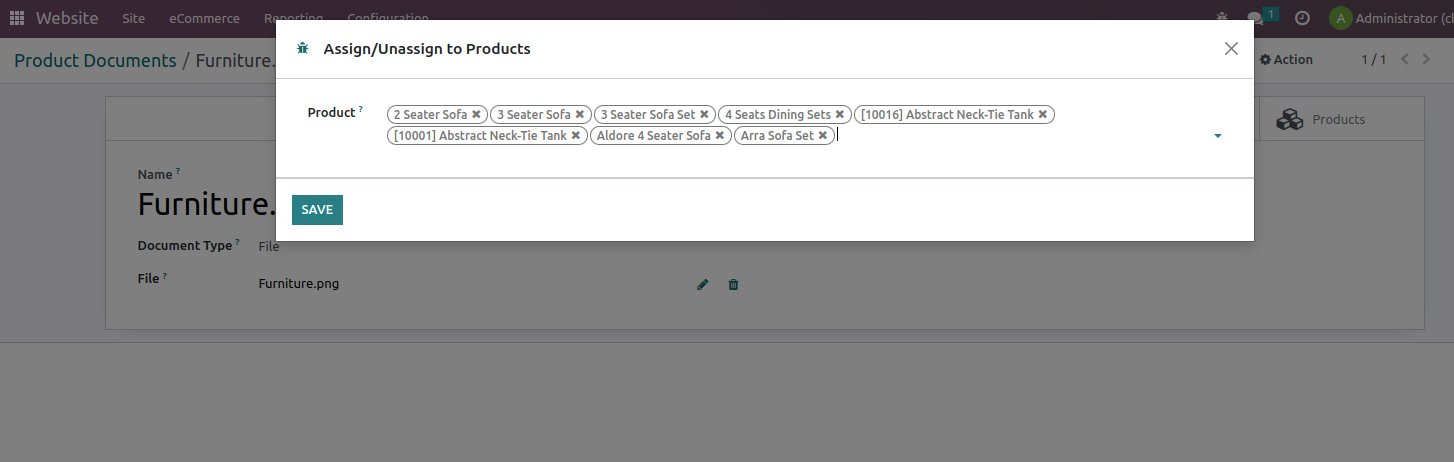 Website Site eCommerce Reporting Configuration 1 A Administrator (cl
Assign/Unassign to Products
Product Documents / Furniture. Action 1 / 1
Product ? 2 Seater Sofa ✖ 3 Seater Sofa ✖ 3 Seater Sofa Set ✖ 4 Seats Dining Sets ✖ [10016] Abstract Neck-Tie Tank ✖
[10001] Abstract Neck-Tie Tank ✖ Aldore 4 Seater Sofa ✖ Arra Sofa Set ✖
Products
Name ?
Furniture.
SAVE
Document Type ? File
File ? Furniture.png